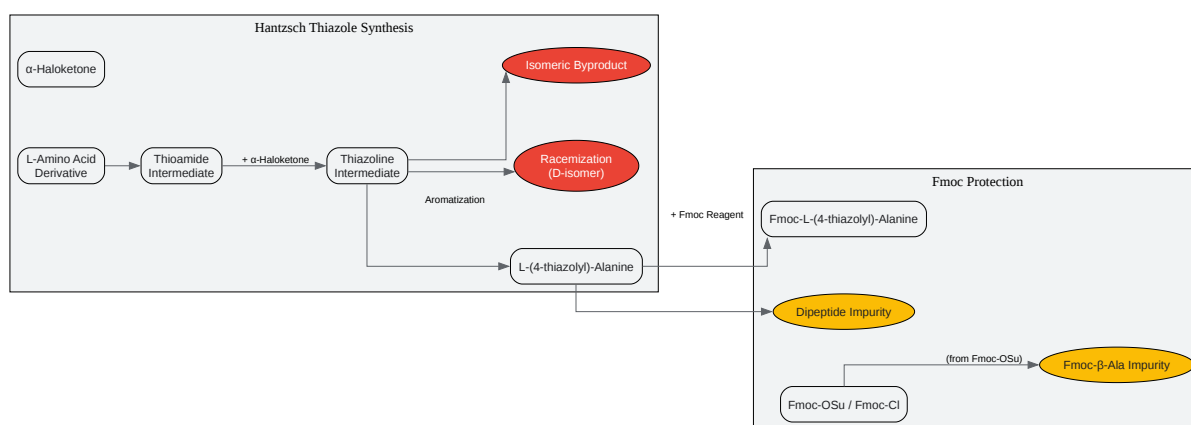 Hantzsch Thiazole Synthesis
α-Haloketone
Isomeric Byproduct
L-Amino Acid
Derivative
Thioamide
Intermediate
+ α-Haloketone
Thiazoline
Intermediate
Racemization
(D-isomer)
Aromatization
L-(4-thiazolyl)-Alanine
+ Fmoc Reagent
Fmoc Protection
Fmoc-L-(4-thiazolyl)-Alanine
Dipeptide Impurity
(from Fmoc-OSu)
Fmoc-β-Ala Impurity
Fmoc-OSu / Fmoc-Cl